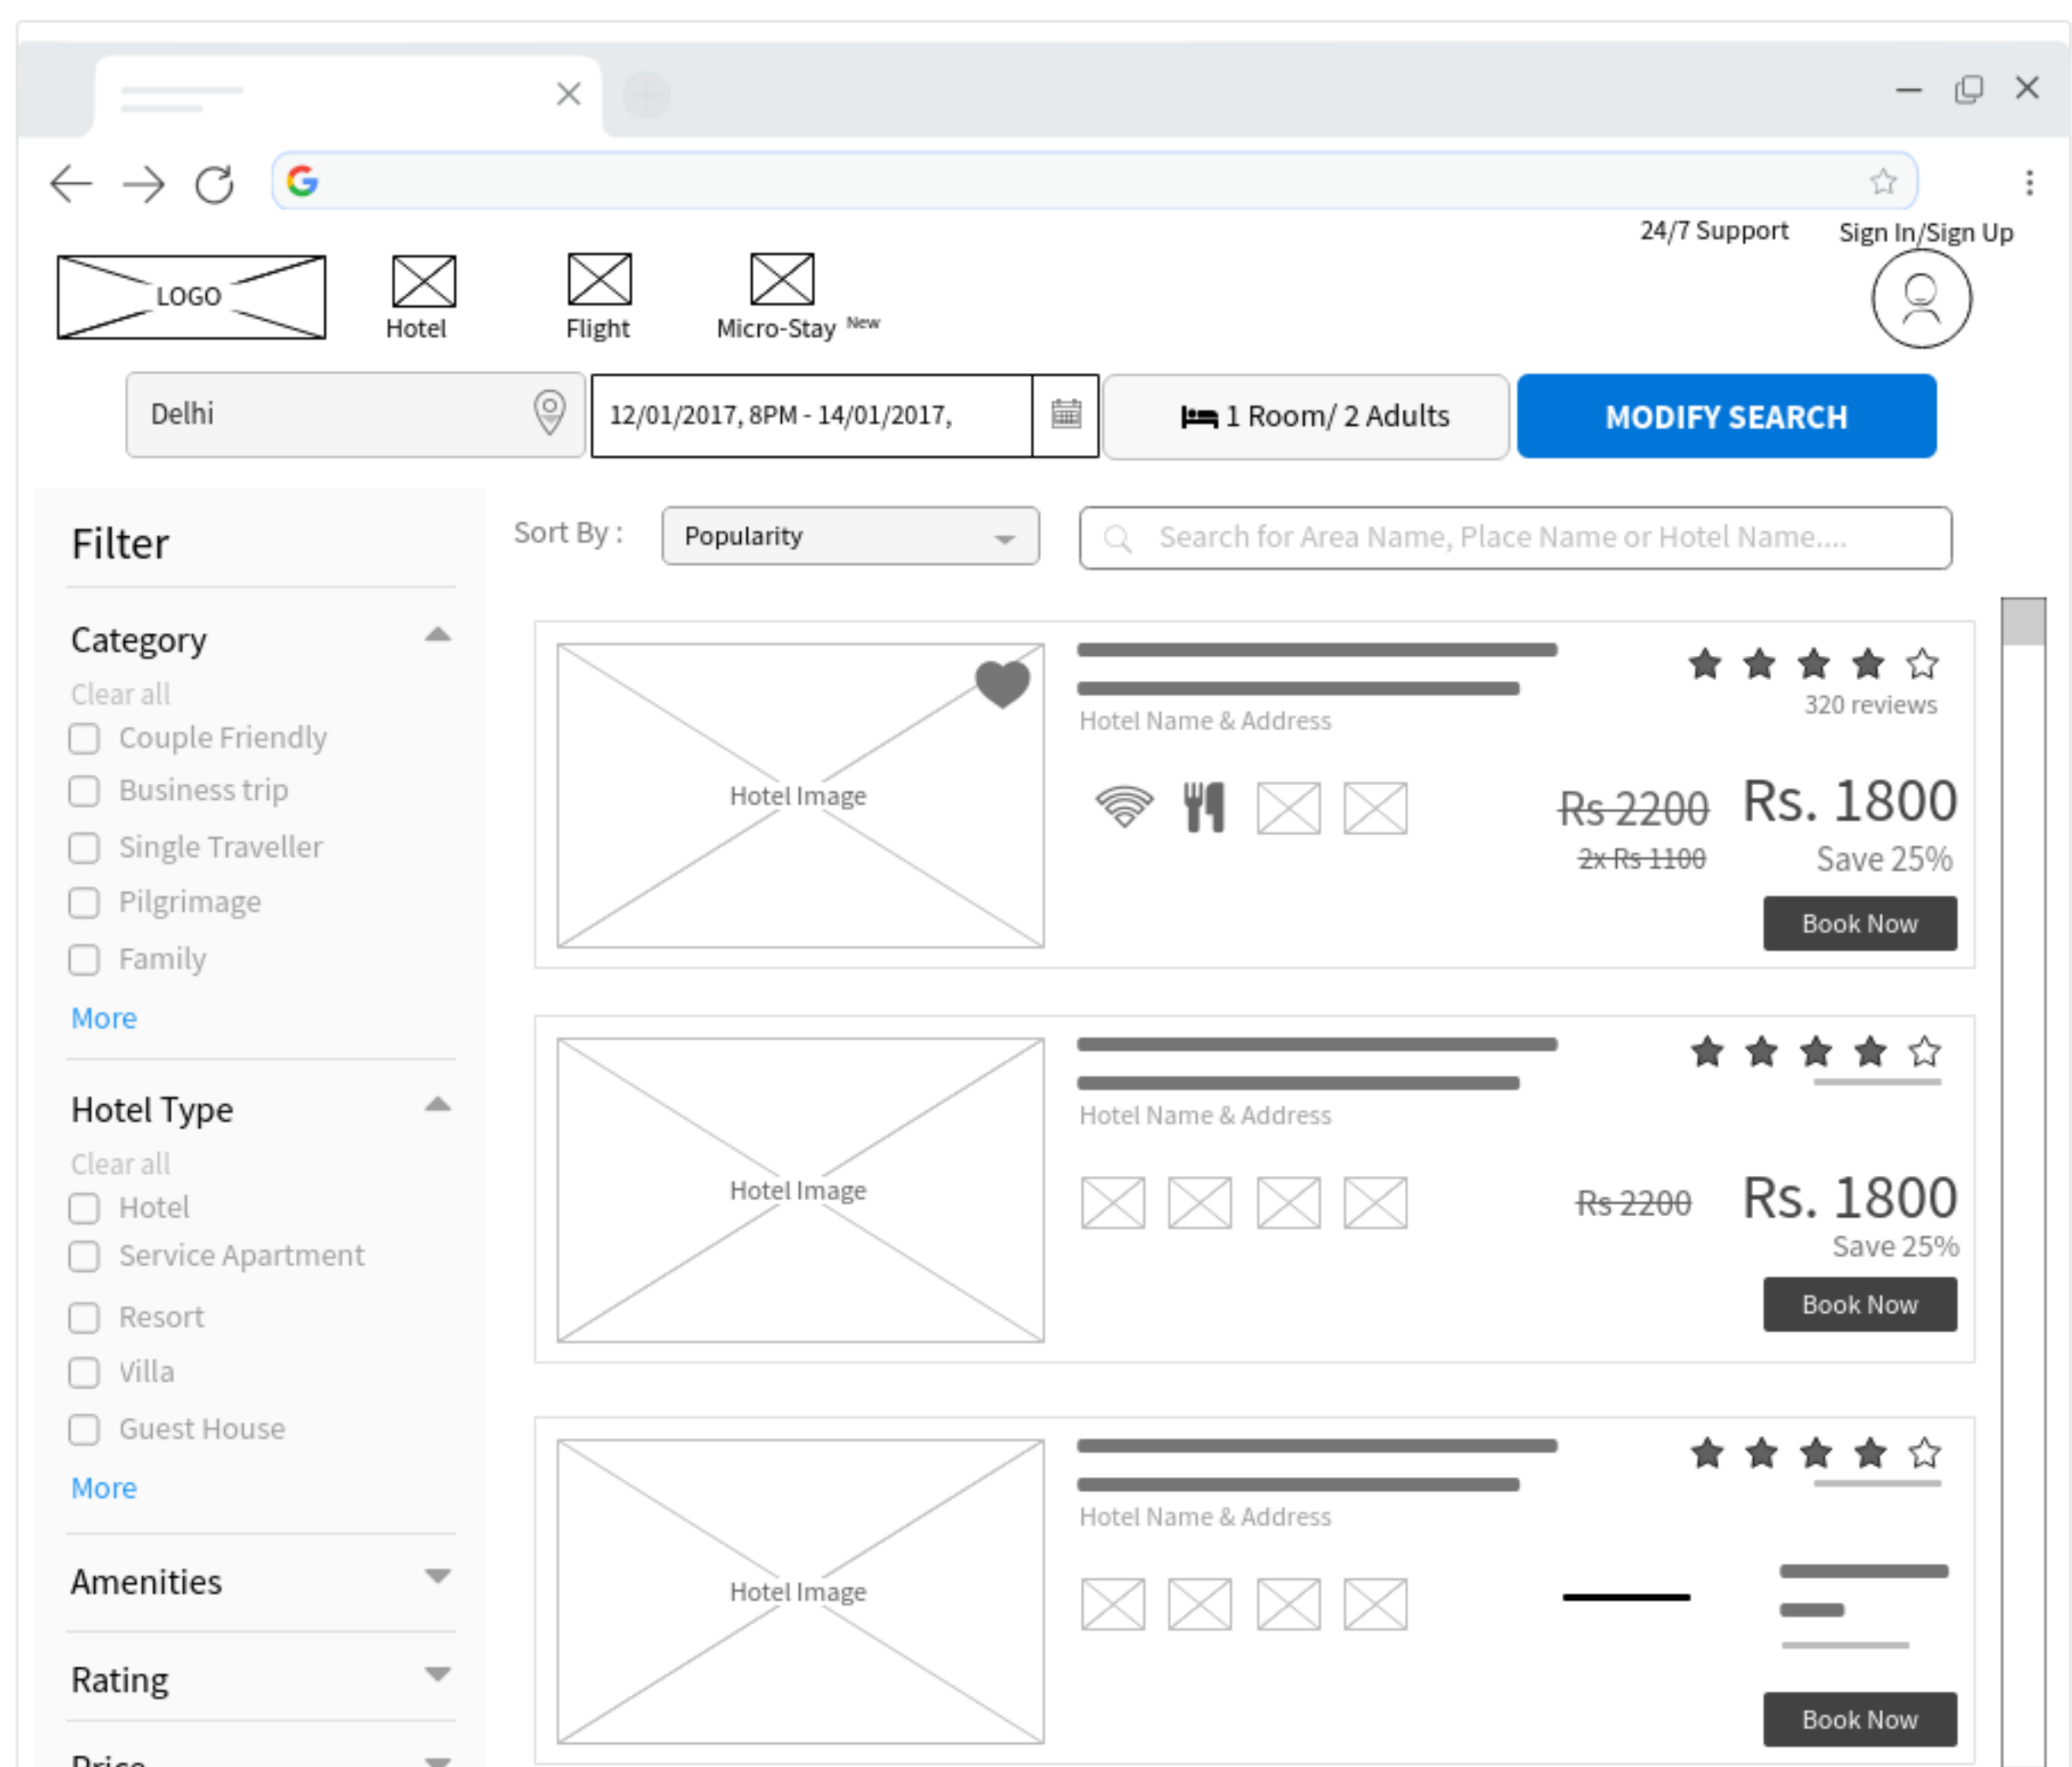 24/7 Support
Sign In/Sign Up
LOGO
Hotel
Flight
Micro-Stay New
Delhi
12/01/2017, 8PM - 14/01/2017,
1 Room/ 2 Adults
MODIFY SEARCH
Filter
Category
Clear all
Couple Friendly
Business trip
Single Traveller
Pilgrimage
Family
More
Hotel Type
Clear all
Hotel
Service Apartment
Resort
Villa
Guest House
More
Amenities
Rating
Price
Sort By :
Popularity
Search for Area Name, Place Name or Hotel Name....
Hotel Image
Hotel Name & Address
320 reviews
Rs 2200
Rs. 1800
2x Rs 1100
Save 25%
Book Now
Hotel Image
Hotel Name & Address
Rs 2200
Rs. 1800
Save 25%
Book Now
Hotel Image
Hotel Name & Address
Book Now